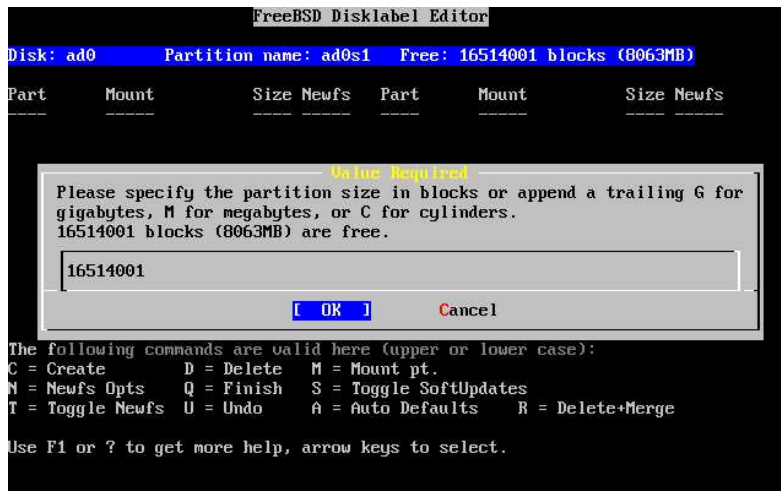 FreeBSD Disklabel Editor
Disk: ad0 Partition name: ad0s1 Free: 16514001 blocks (8063MB)
Part Mount Size Newfs Part Mount Size Newfs
---- ----- ---- ----- ---- ----- ---- -----
Value Required
Please specify the partition size in blocks or append a trailing G for
gigabytes, M for megabytes, or C for cylinders.
16514001 blocks (8063MB) are free.
16514001
[ OK ] Cancel
The following commands are valid here (upper or lower case):
C = Create D = Delete M = Mount pt.
N = Newfs Opts Q = Finish S = Toggle SoftUpdates
T = Toggle Newfs U = Undo A = Auto Defaults R = Delete+Merge
Use F1 or ? to get more help, arrow keys to select.